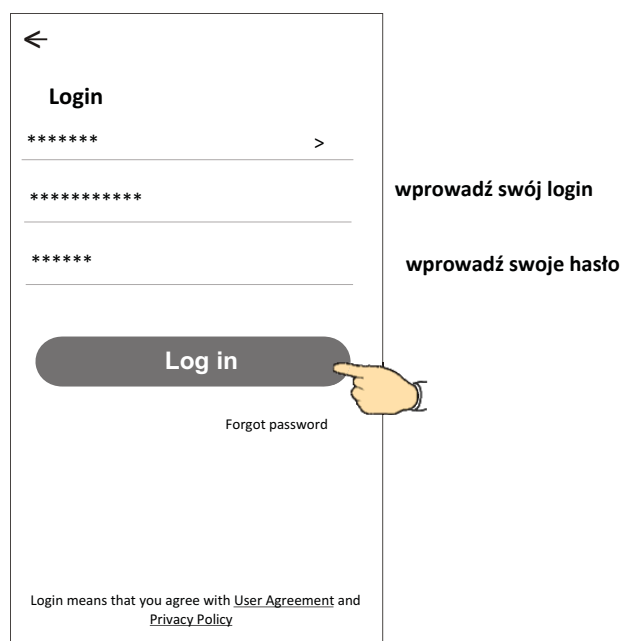 Login
******* >
***********
wprowadź swój login
******
wprowadź swoje hasło
Log in
Forgot password
Login means that you agree with User Agreement and
Privacy Policy